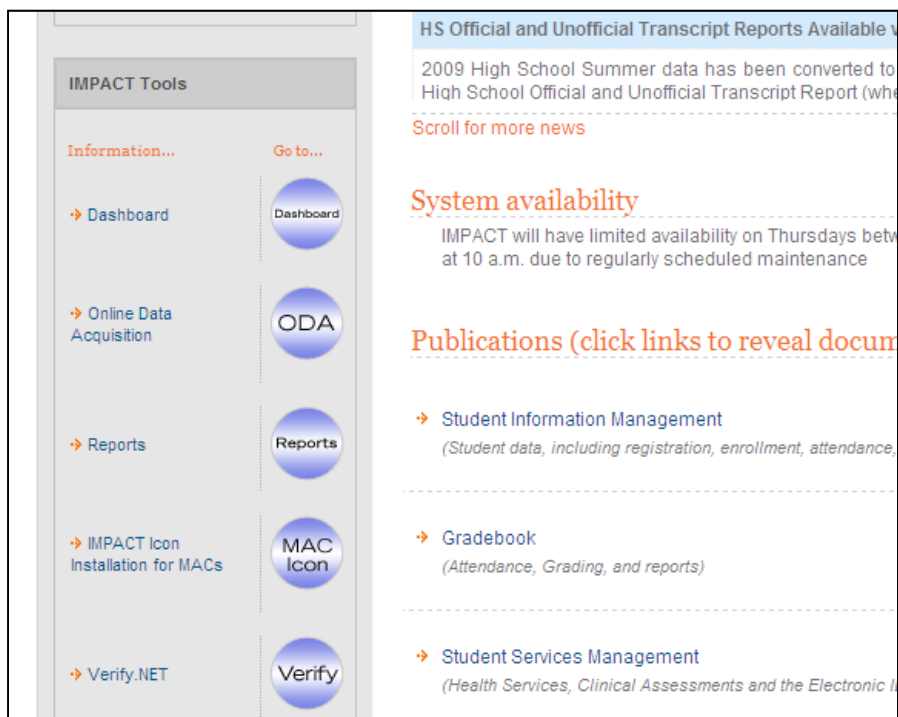 IMPACT Tools
Information...
Go to...
Dashboard
Dashboard
Online Data
Acquisition
ODA
Reports
Reports
IMPACT Icon
Installation for MACs
MAC
Icon
Verify.NET
Verify
HS Official and Unofficial Transcript Reports Available
2009 High School Summer data has been converted to
High School Official and Unofficial Transcript Report
Scroll for more news
System availability
IMPACT will have limited availability on Thursdays
at 10 a.m. due to regularly scheduled maintenance
Publications (click links to reveal
Student Information Management
(Student data, including registration, enrollment, attendance,
Gradebook
(Attendance, Grading, and reports)
Student Services Management
(Health Services, Clinical Assessments and the Electronic